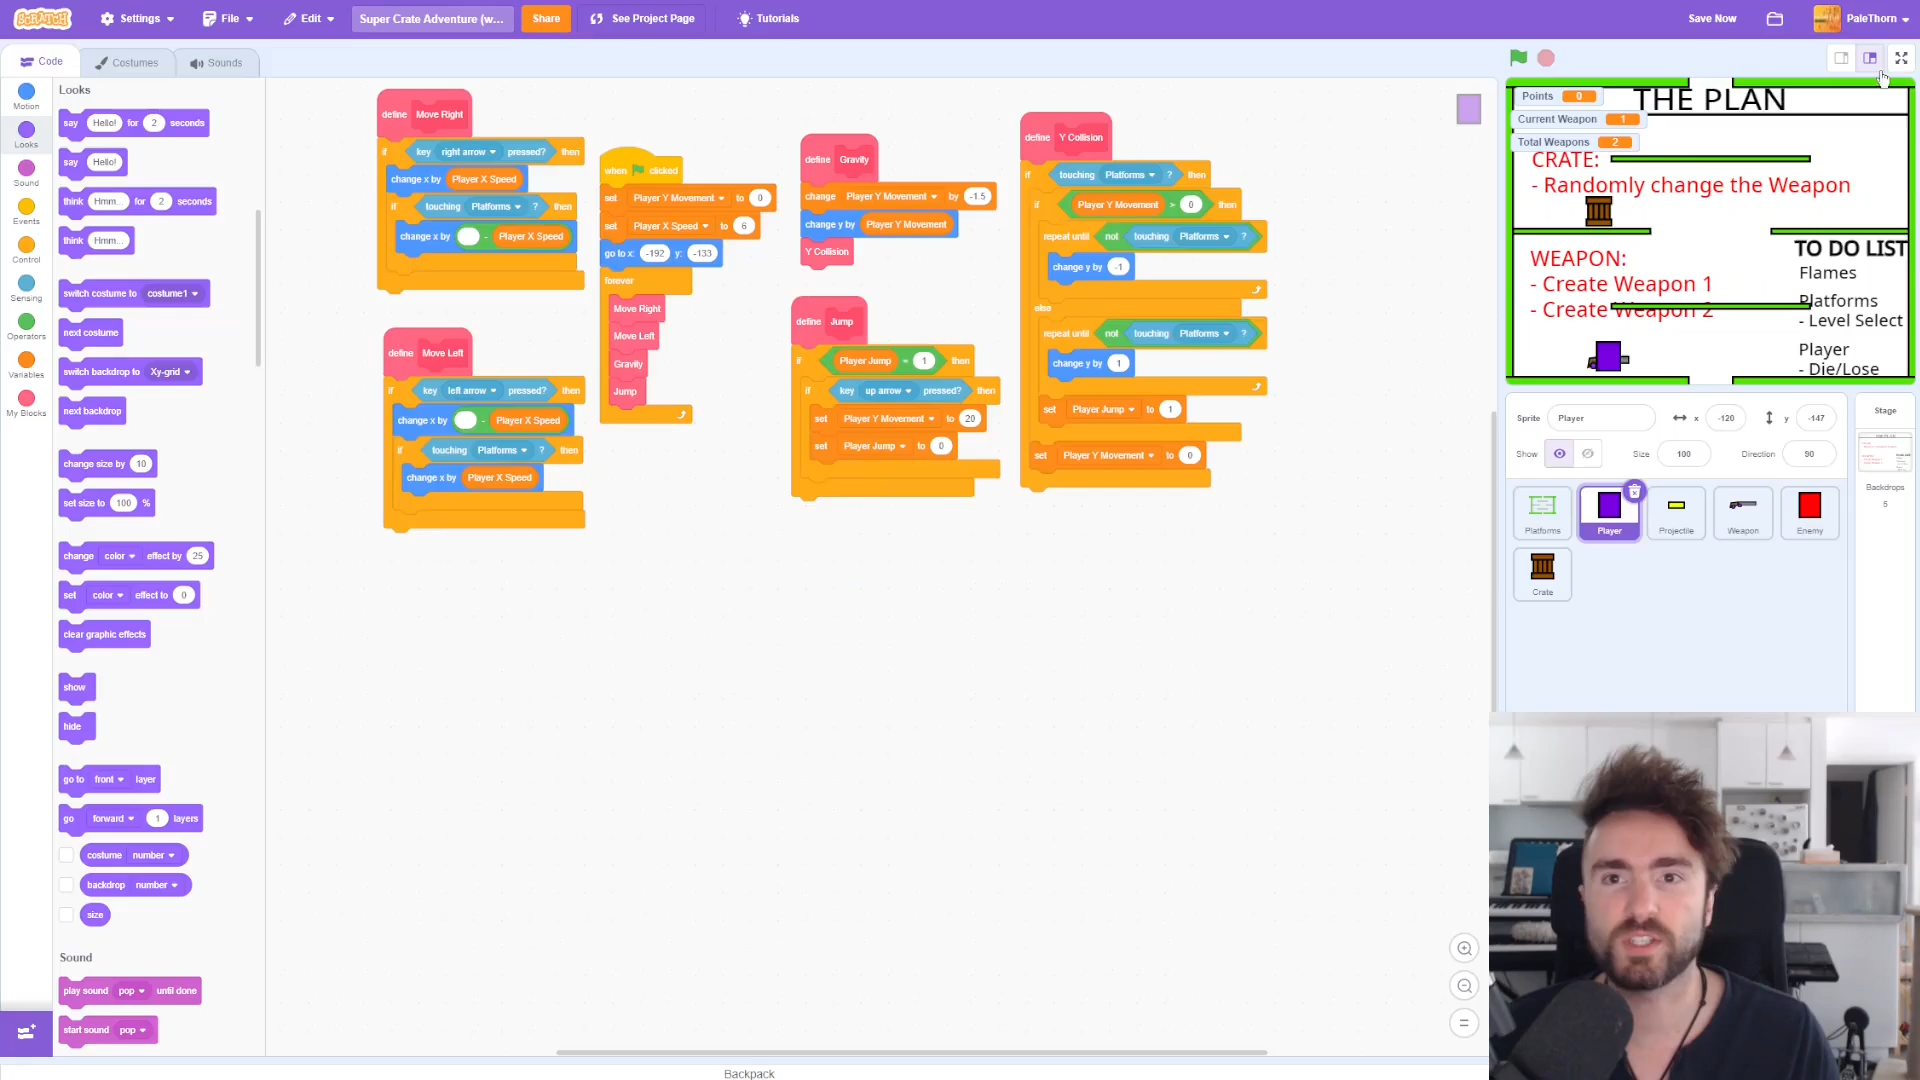 SCRATCH
Settings
File
Edit
Super Crate Adventure (w...
Share
See Project Page
Tutorials
Save Now
PaleThorn
Code
Costumes
Sounds
Motion
Looks
Sound
Events
Control
Sensing
Operators
Variables
My Blocks
Looks
say Hello! for 2 seconds
say Hello!
think Hmm... for 2 seconds
think Hmm...
switch costume to costume1
next costume
switch backdrop to Xy-grid
next backdrop
change size by 10
set size to 100 %
change color effect by 25
set color effect to 0
clear graphic effects
show
hide
go to front layer
go forward 1 layers
costume number
backdrop number
size
Sound
play sound pop until done
start sound pop
define Move Right
if key right arrow pressed? then
change x by Player X Speed
if touching Platforms ? then
change x by - Player X Speed
define Move Left
if key left arrow pressed? then
change x by - Player X Speed
if touching Platforms ? then
change x by Player X Speed
when clicked
set Player Y Movement to 0
set Player X Speed to 6
go to x: -192 y: -133
forever
Move Right
Move Left
Gravity
Jump
define Gravity
change Player Y Movement by -1.5
change y by Player Y Movement
Y Collision
define Jump
if Player Jump = 1 then
if key up arrow pressed? then
set Player Y Movement to 20
set Player Jump to 0
define Y Collision
if touching Platforms ? then
if Player Y Movement > 0 then
repeat until not touching Platforms ?
change y by -1
else
repeat until not touching Platforms ?
change y by 1
set Player Jump to 1
set Player Y Movement to 0
Backpack
Points 0
Current Weapon 1
Total Weapons 2
THE PLAN
CRATE:
- Randomly change the Weapon
WEAPON:
- Create Weapon 1
- Create Weapon 2
TO DO LIST
Flames
Platforms
- Level Select
Player
- Die/Lose
Sprite Player x -120 y -147
Show Size 100 Direction 90
Platforms
Player
Projectile
Weapon
Enemy
Crate
Stage
Backdrops
5